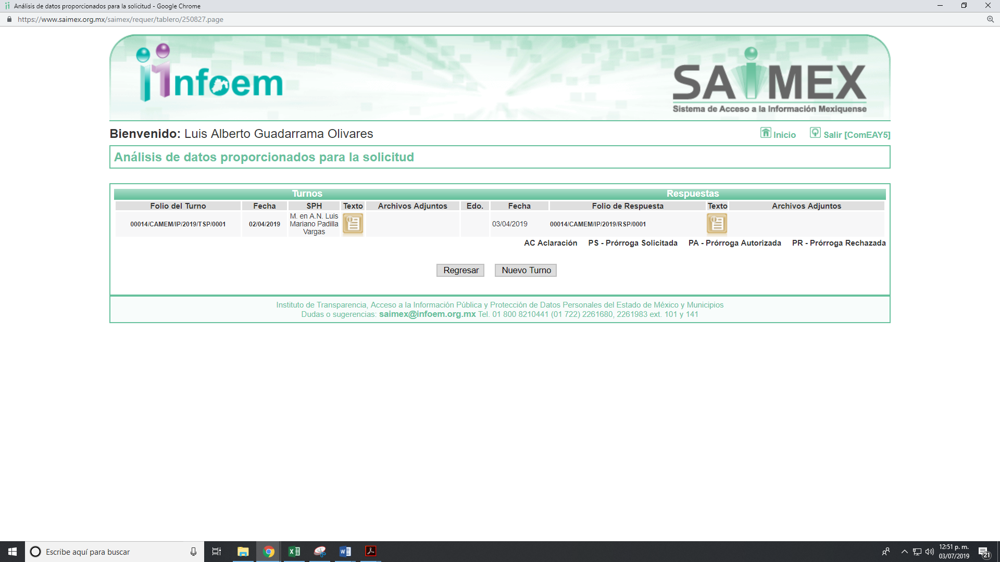 Análisis de datos proporcionados para la solicitud - Google Chrome
https://www.saimex.org.mx/saimex/requer/tablero/250827.page
infoem
SAIMEX
Sistema de Acceso a la Información Mexiquense
Bienvenido: Luis Alberto Guadarrama Olivares
Inicio Salir [ComEAY5]
Análisis de datos proporcionados para la solicitud
Turnos Respuestas
Folio del Turno Fecha SPH Texto Archivos Adjuntos Edo. Fecha Folio de Respuesta Texto Archivos Adjuntos
00014/CAMEM/IP/2019/TSP/0001 02/04/2019 M. en A.N. Luis Mariano Padilla Vargas 03/04/2019 00014/CAMEM/IP/2019/RSP/0001
AC Aclaración PS - Prórroga Solicitada PA - Prórroga Autorizada PR - Prórroga Rechazada
Regresar Nuevo Turno
Instituto de Transparencia, Acceso a la Información Pública y Protección de Datos Personales del Estado de México y Municipios
Dudas o sugerencias: saimex@infoem.org.mx Tel. 01 800 8210441 (01 722) 2261680, 2261983 ext. 101 y 141
Escribe aquí para buscar
12:51 p. m.
03/07/2019
21